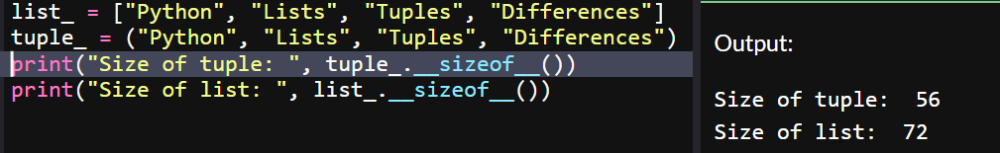 list_ = ["Python", "Lists", "Tuples", "Differences"]
tuple_ = ("Python", "Lists", "Tuples", "Differences")
print("Size of tuple: ", tuple_.__sizeof__())
print("Size of list: ", list_.__sizeof__())
Output:
Size of tuple:  56
Size of list:  72